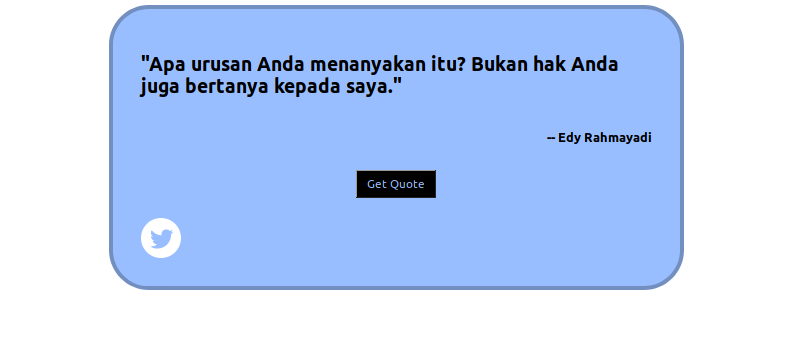 "Apa urusan Anda menanyakan itu? Bukan hak Anda
juga bertanya kepada saya."
-- Edy Rahmayadi
Get Quote